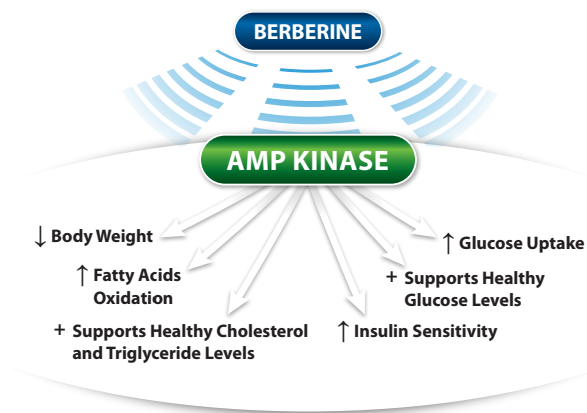 BERBERINE
AMP KINASE
↓ Body Weight
↑ Glucose Uptake
↑ Fatty Acids
Oxidation
+ Supports Healthy
Glucose Levels
+ Supports Healthy Cholesterol
and Triglyceride Levels
↑ Insulin Sensitivity